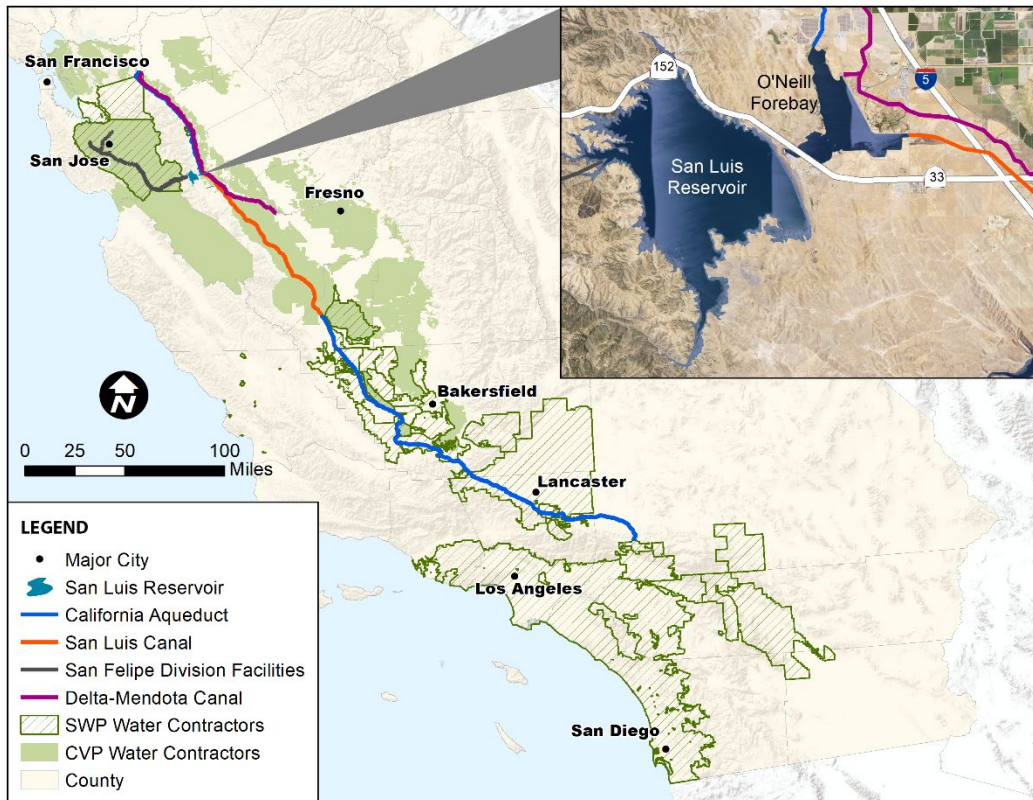 San Francisco
San Jose
Fresno
Bakersfield
Lancaster
Los Angeles
San Diego
N
0 25 50 100
Miles
152
O'Neill
Forebay
5
San Luis
Reservoir
33
LEGEND
Major City
San Luis Reservoir
California Aqueduct
San Luis Canal
San Felipe Division Facilities
Delta-Mendota Canal
SWP Water Contractors
CVP Water Contractors
County